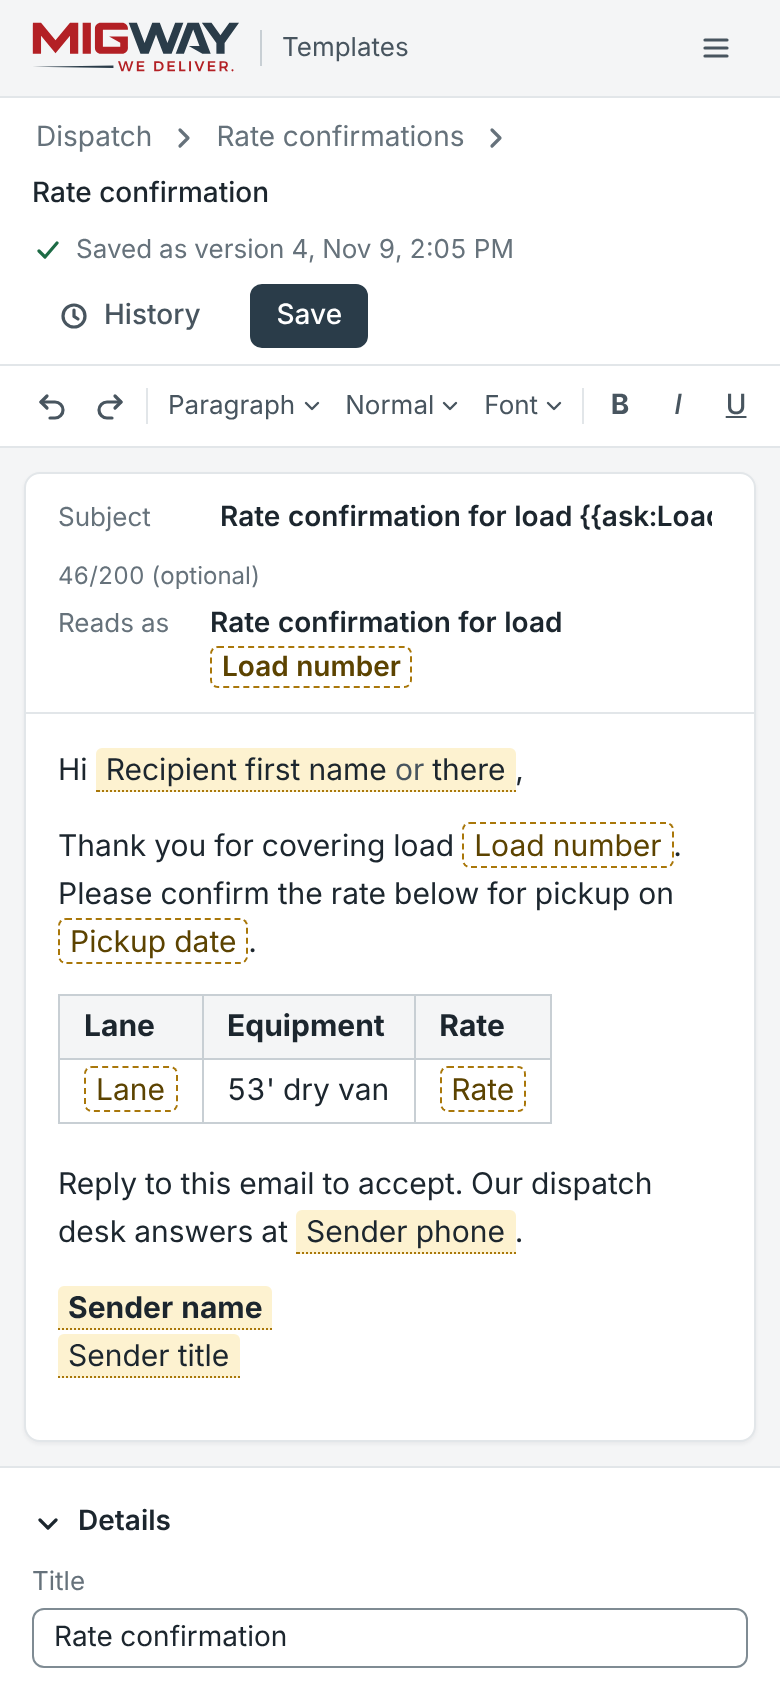 MIGWAY
WE DELIVER.
Templates
Dispatch
Rate confirmations
Rate confirmation
Saved as version 4, Nov 9, 2:05 PM
History
Save
Paragraph
Normal
Font
B
I
U
Subject
Rate confirmation for load {{ask:Load
46/200 (optional)
Reads as
Rate confirmation for load
Load number
Hi Recipient first name or there,
Thank you for covering load Load number.
Please confirm the rate below for pickup on
Pickup date.
Lane Equipment Rate
Lane 53' dry van Rate
Reply to this email to accept. Our dispatch
desk answers at Sender phone.
Sender name
Sender title
Details
Title
Rate confirmation